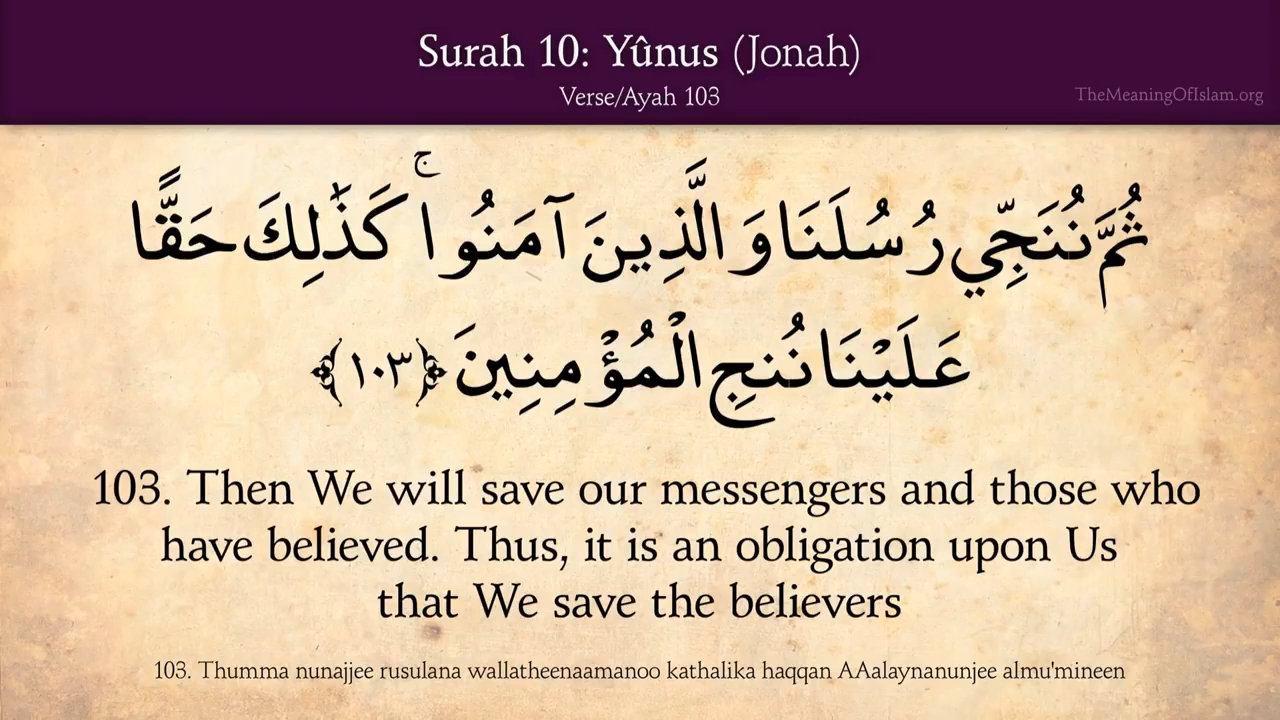 Surah 10: Yûnus (Jonah)
Verse/Ayah 103
TheMeaningOfIslam.org
ثُمَّ نُنَجِّي رُسُلَنَا وَالَّذِينَ آمَنُوا ۚ كَذَٰلِكَ حَقًّا
عَلَيْنَا نُنجِ الْمُؤْمِنِينَ ﴿١٠٣﴾
103. Then We will save our messengers and those who
have believed. Thus, it is an obligation upon Us
that We save the believers
103. Thumma nunajjee rusulana wallatheenaamanoo kathalika haqqan AAalaynanunjee almu'mineen